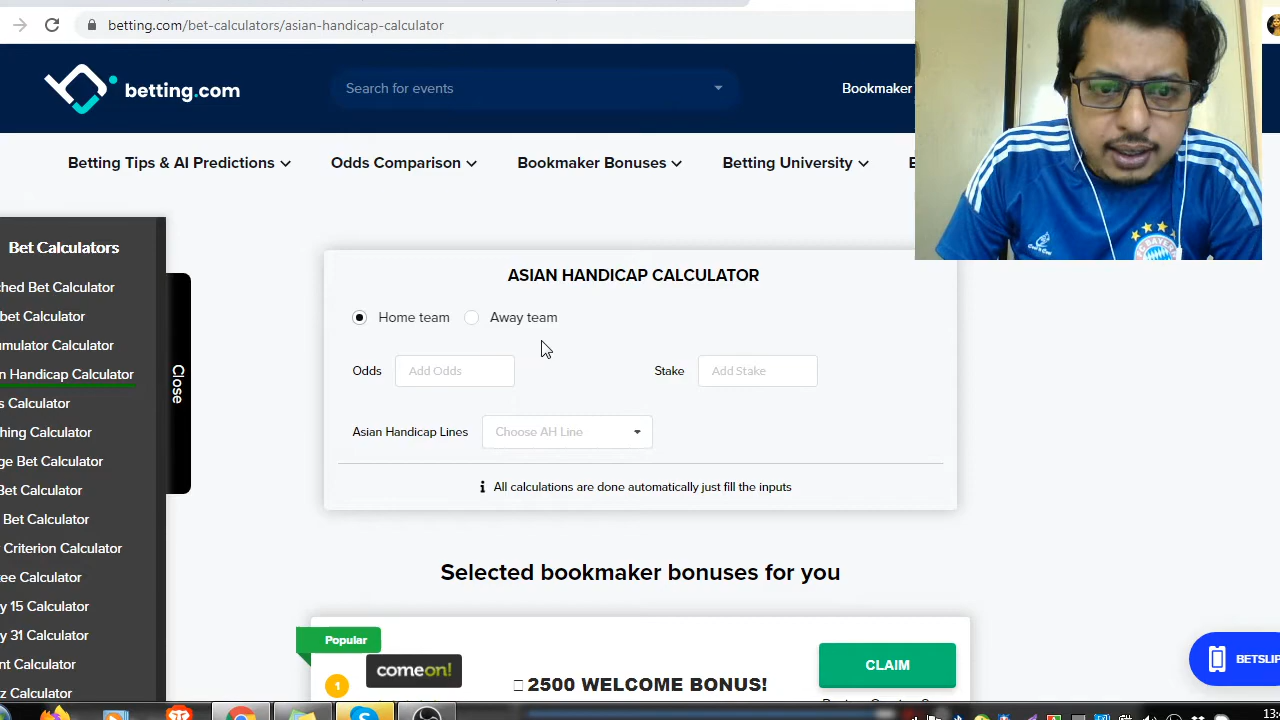 betting.com/bet-calculators/asian-handicap-calculator
betting.com
Search for events
Bookmaker
Betting Tips & AI Predictions
Odds Comparison
Bookmaker Bonuses
Betting University
Bet Calculators
ched Bet Calculator
bet Calculator
mulator Calculator
n Handicap Calculator
s Calculator
hing Calculator
ge Bet Calculator
Bet Calculator
Bet Calculator
Criterion Calculator
ee Calculator
y 15 Calculator
y 31 Calculator
nt Calculator
z Calculator
Close
ASIAN HANDICAP CALCULATOR
Home team
Away team
Odds
Add Odds
Stake
Add Stake
Asian Handicap Lines
Choose AH Line
All calculations are done automatically just fill the inputs
Selected bookmaker bonuses for you
Popular
1
comeon!
2500 WELCOME BONUS!
CLAIM
BETSLIP
13: